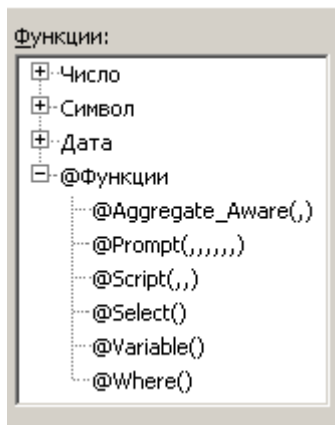 Функции:
Число
Символ
Дата
@Функции
@Aggregate_Aware(,)
@Prompt(,,,,,,)
@Script(,,)
@Select()
@Variable()
@Where()